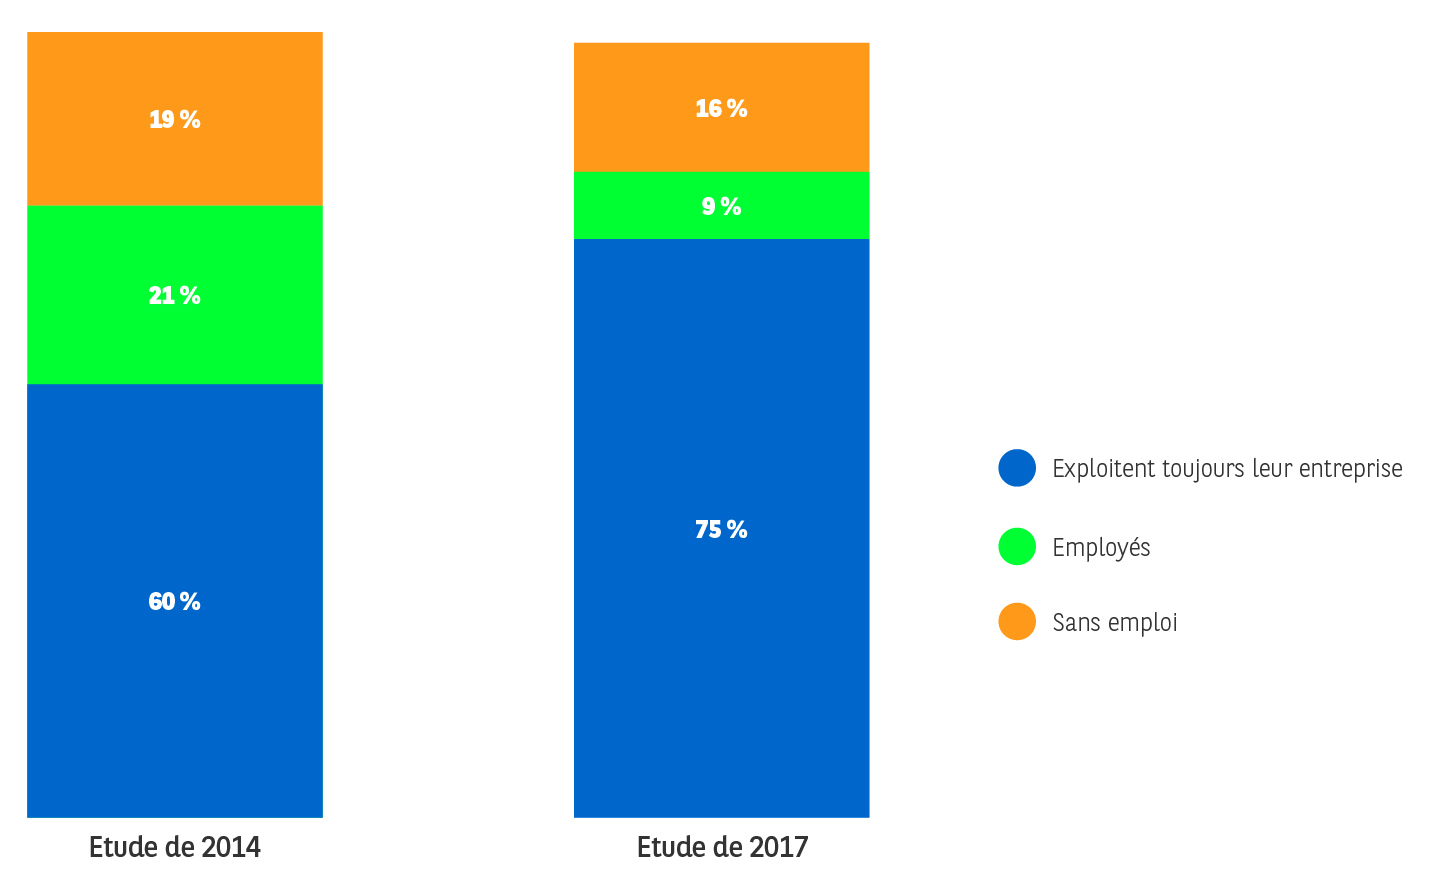 19 %
21 %
60 %
Etude de 2014
16 %
9 %
75 %
Etude de 2017
Exploitent toujours leur entreprise
Employés
Sans emploi